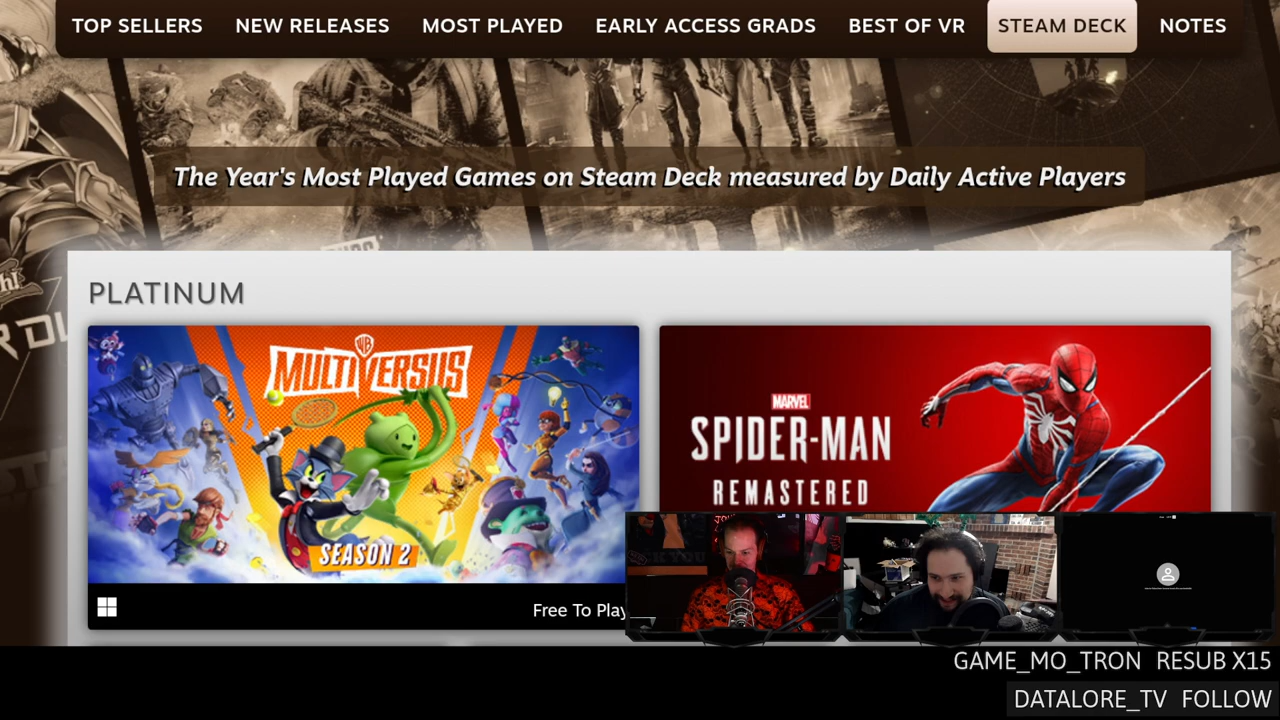 TOP SELLERS NEW RELEASES MOST PLAYED EARLY ACCESS GRADS BEST OF VR STEAM DECK NOTES
The Year's Most Played Games on Steam Deck measured by Daily Active Players
PLATINUM
WB
MULTIVERSUS
SEASON 2
MARVEL
SPIDER-MAN
REMASTERED
Free To Play
GAME_MO_TRON RESUB X15
DATALORE_TV FOLLOW